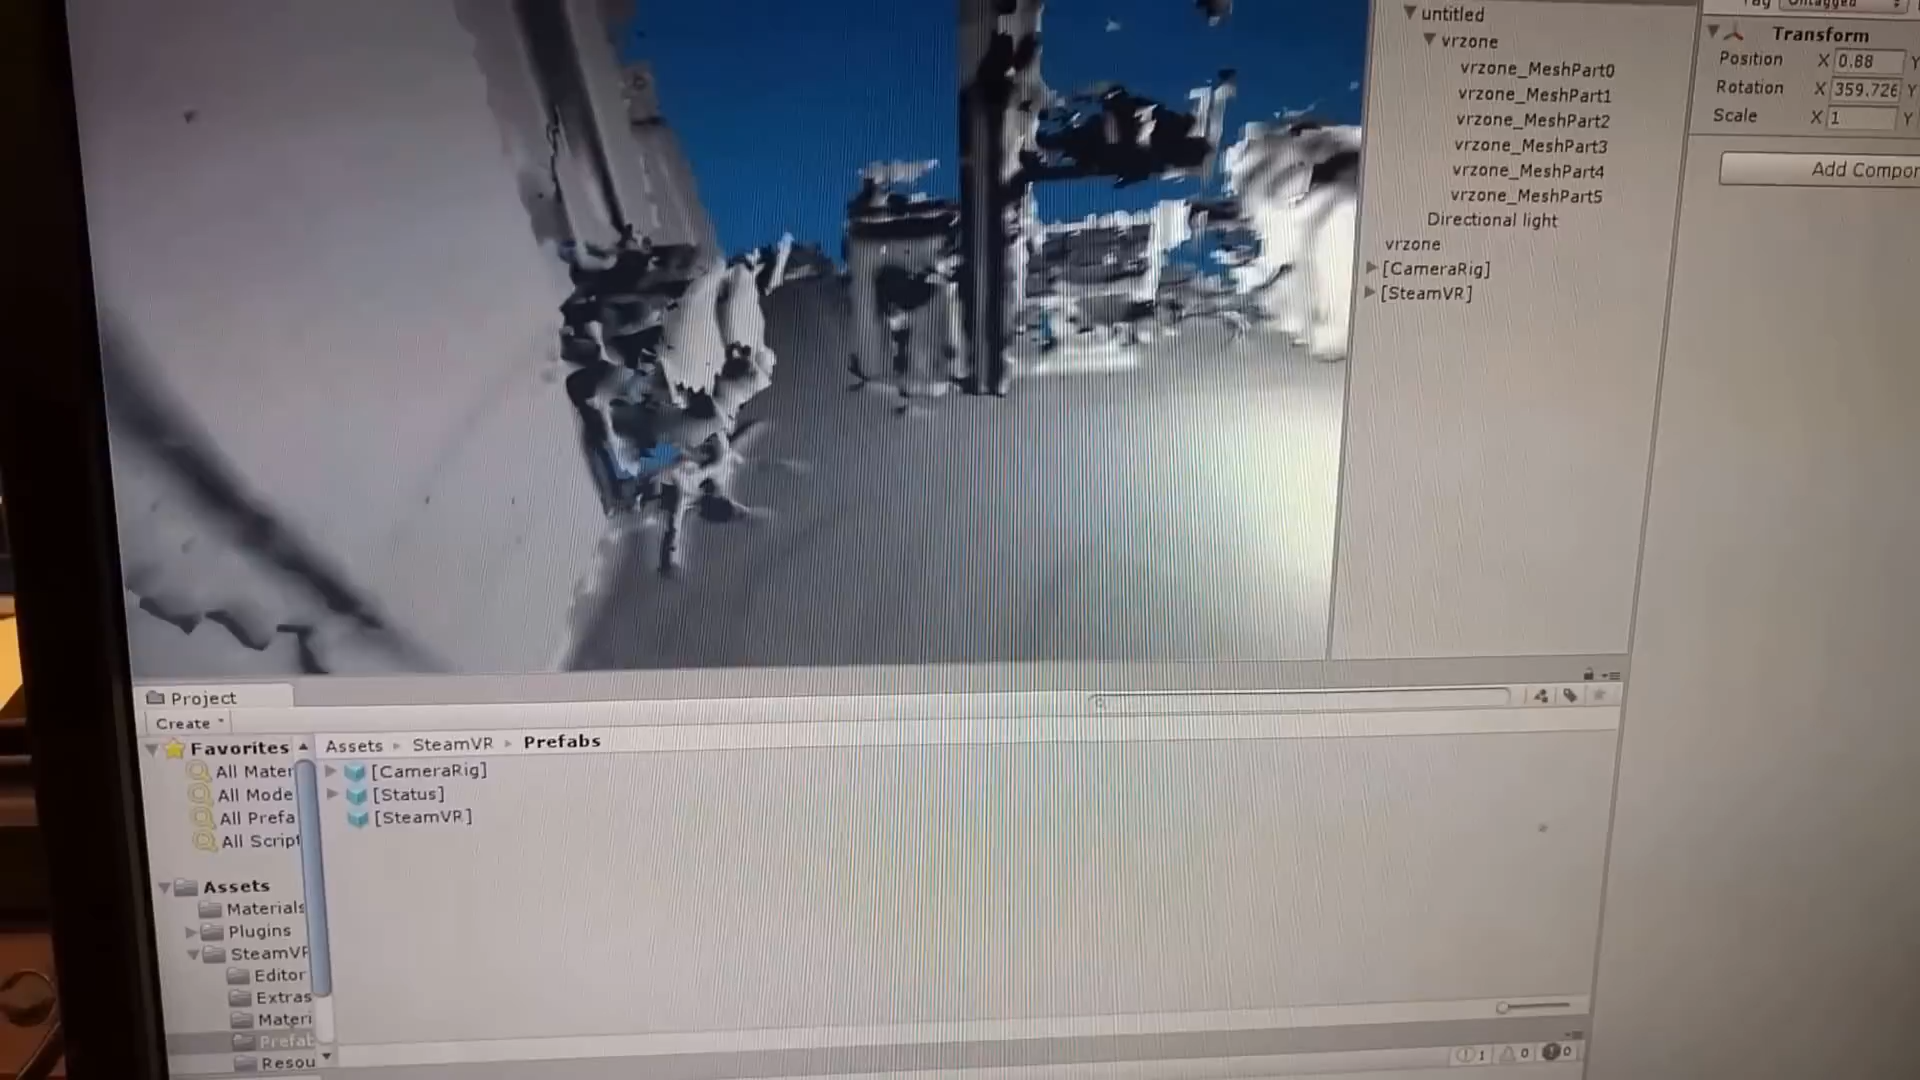 Untagged
untitled
Transform
vrzone
Position X 0.88 Y
vrzone_MeshPart0
Rotation X 359.726 Y
vrzone_MeshPart1
Scale X 1 Y
vrzone_MeshPart2
vrzone_MeshPart3
vrzone_MeshPart4
Add Compor
vrzone_MeshPart5
Directional light
vrzone
[CameraRig]
[SteamVR]
Project
Create
Favorites
Assets SteamVR Prefabs
All Mater
[CameraRig]
All Mode
[Status]
All Prefa
[SteamVR]
All Script
Assets
Materials
Plugins
SteamVR
Editor
Extras
Materi
Prefab
Resou
1 0 0